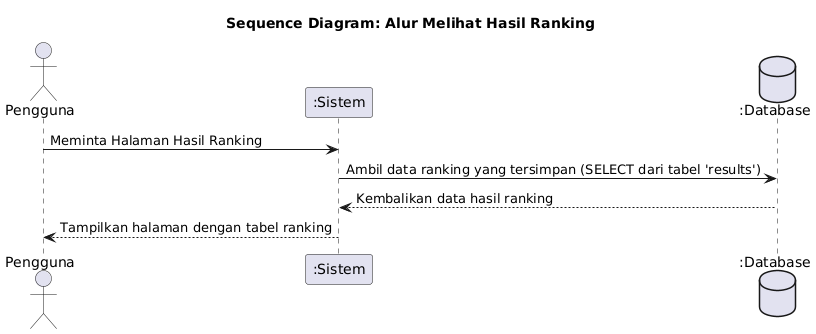 Sequence Diagram: Alur Melihat Hasil Ranking
Pengguna
:Sistem
:Database
Meminta Halaman Hasil Ranking
Ambil data ranking yang tersimpan (SELECT dari tabel 'results')
Kembalikan data hasil ranking
Tampilkan halaman dengan tabel ranking
Pengguna
:Sistem
:Database